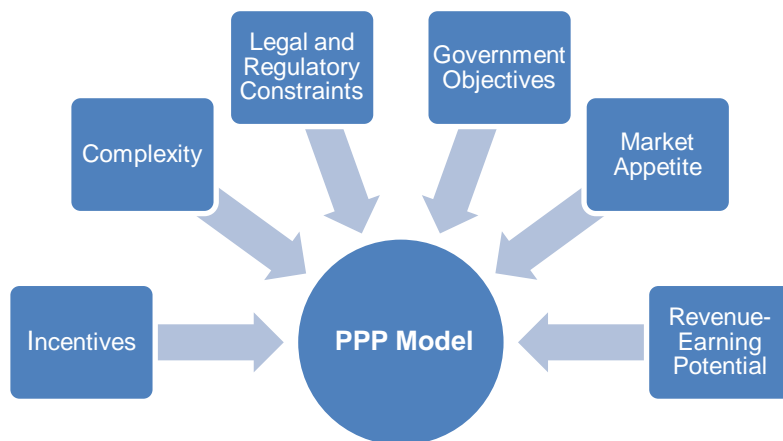 Legal and
Regulatory
Constraints
Government
Objectives
Complexity
Market
Appetite
Incentives
PPP Model
Revenue-
Earning
Potential